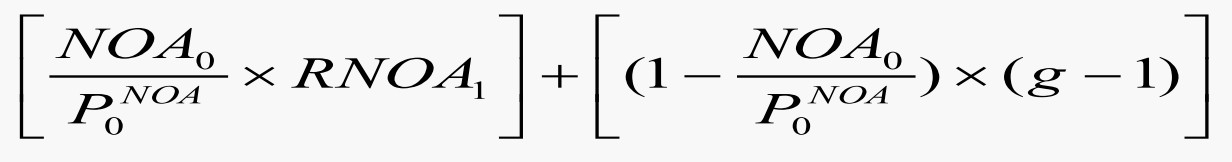 [NOA₀ / P₀^NOA × RNOA₁] + [(1 − NOA₀ / P₀^NOA) × (g − 1)]